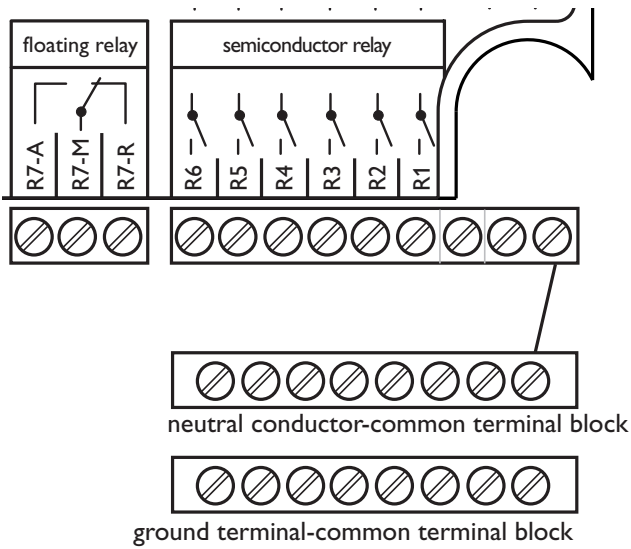 floating relay
semiconductor relay
R7-A
R7-M
R7-R
R6
R5
R4
R3
R2
R1
neutral conductor-common terminal block
ground terminal-common terminal block